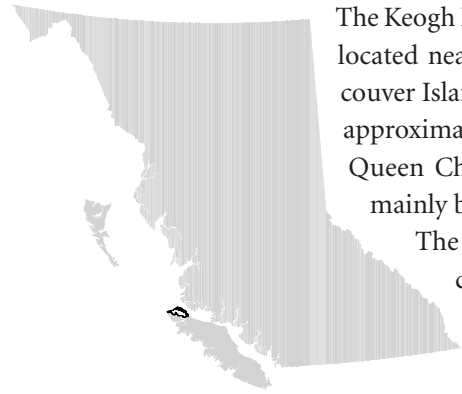 The Keogh
located nea
couver Islan
approxima
Queen Ch
mainly b
The